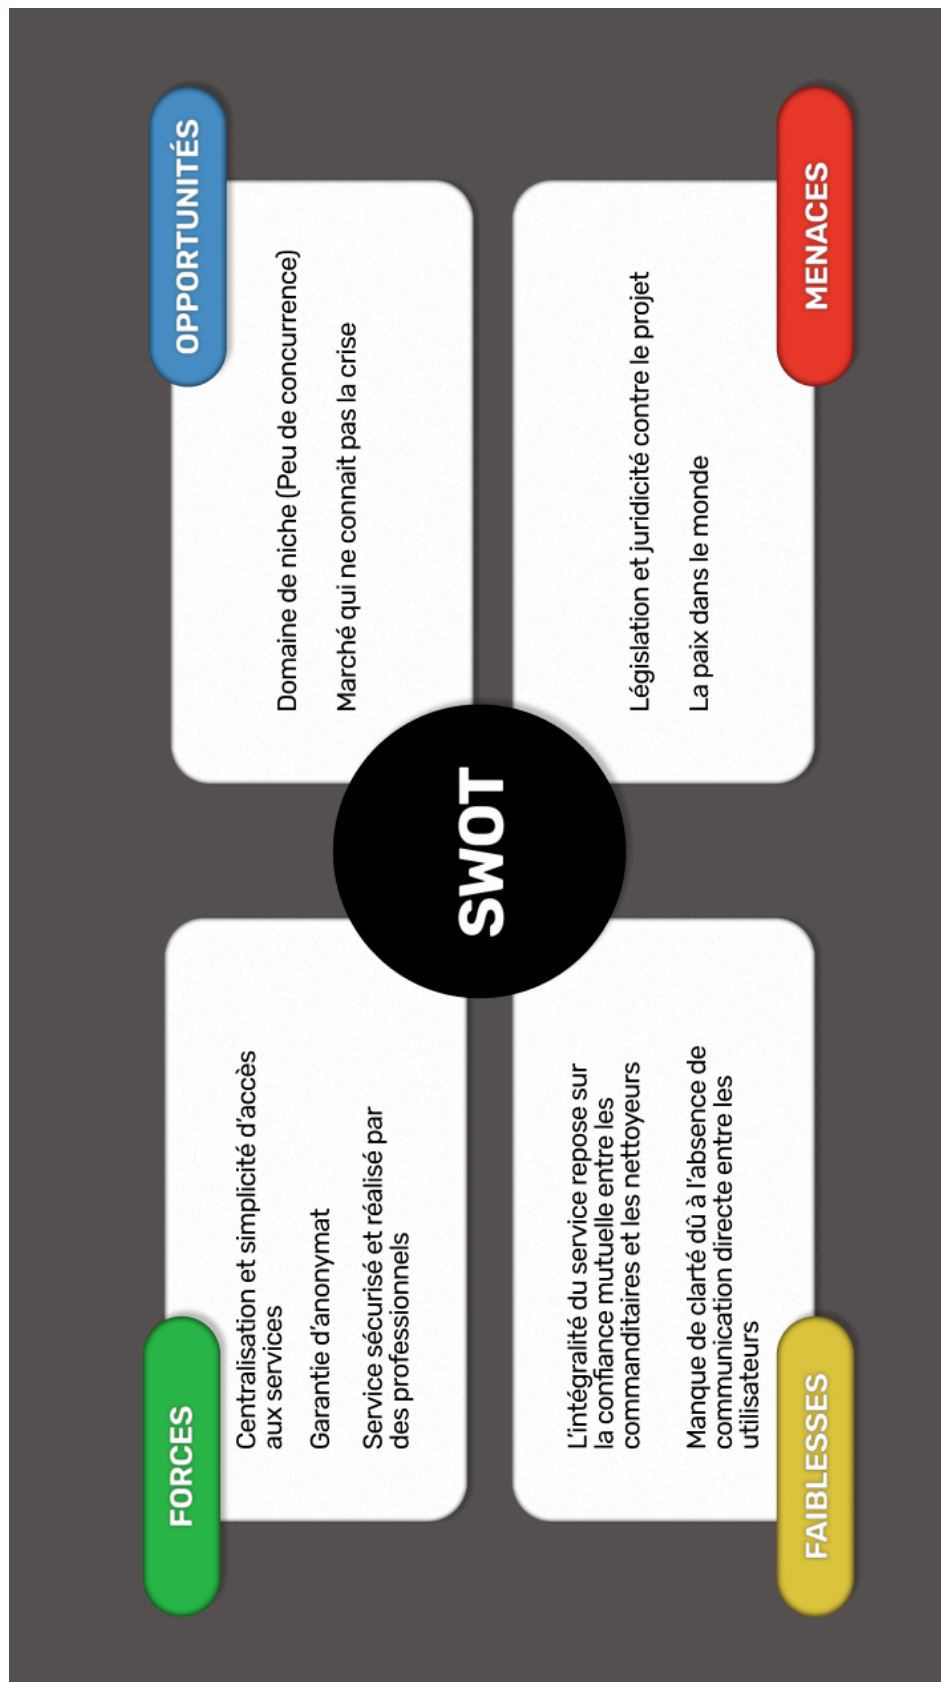 FORCES
Centralisation et simplicité d'accès
aux services
Garantie d'anonymat
Service sécurisé et réalisé par
des professionnels
OPPORTUNITÉS
Domaine de niche (Peu de concurrence)
Marché qui ne connait pas la crise
SWOT
FAIBLESSES
L'intégralité du service repose sur
la confiance mutuelle entre les
commanditaires et les nettoyeurs
Manque de clarté dû à l'absence de
communication directe entre les
utilisateurs
MENACES
Législation et juridicité contre le projet
La paix dans le monde